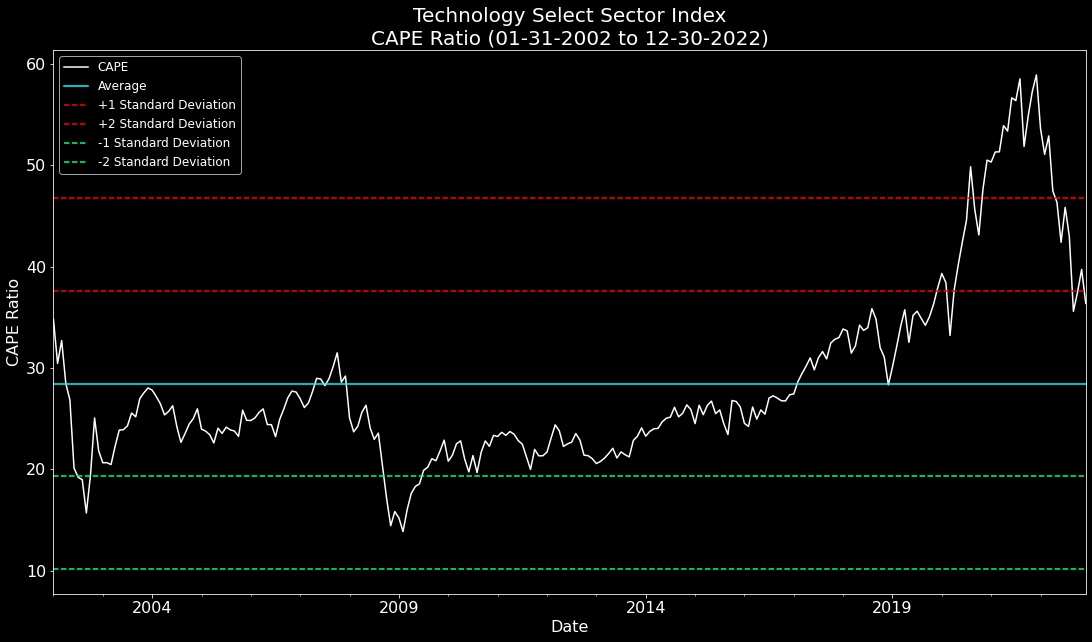 Technology Select Sector Index
CAPE Ratio (01-31-2002 to 12-30-2022)
CAPE
Average
+1 Standard Deviation
+2 Standard Deviation
-1 Standard Deviation
-2 Standard Deviation
60
50
40
30
20
10
CAPE Ratio
2004
2009
2014
2019
Date